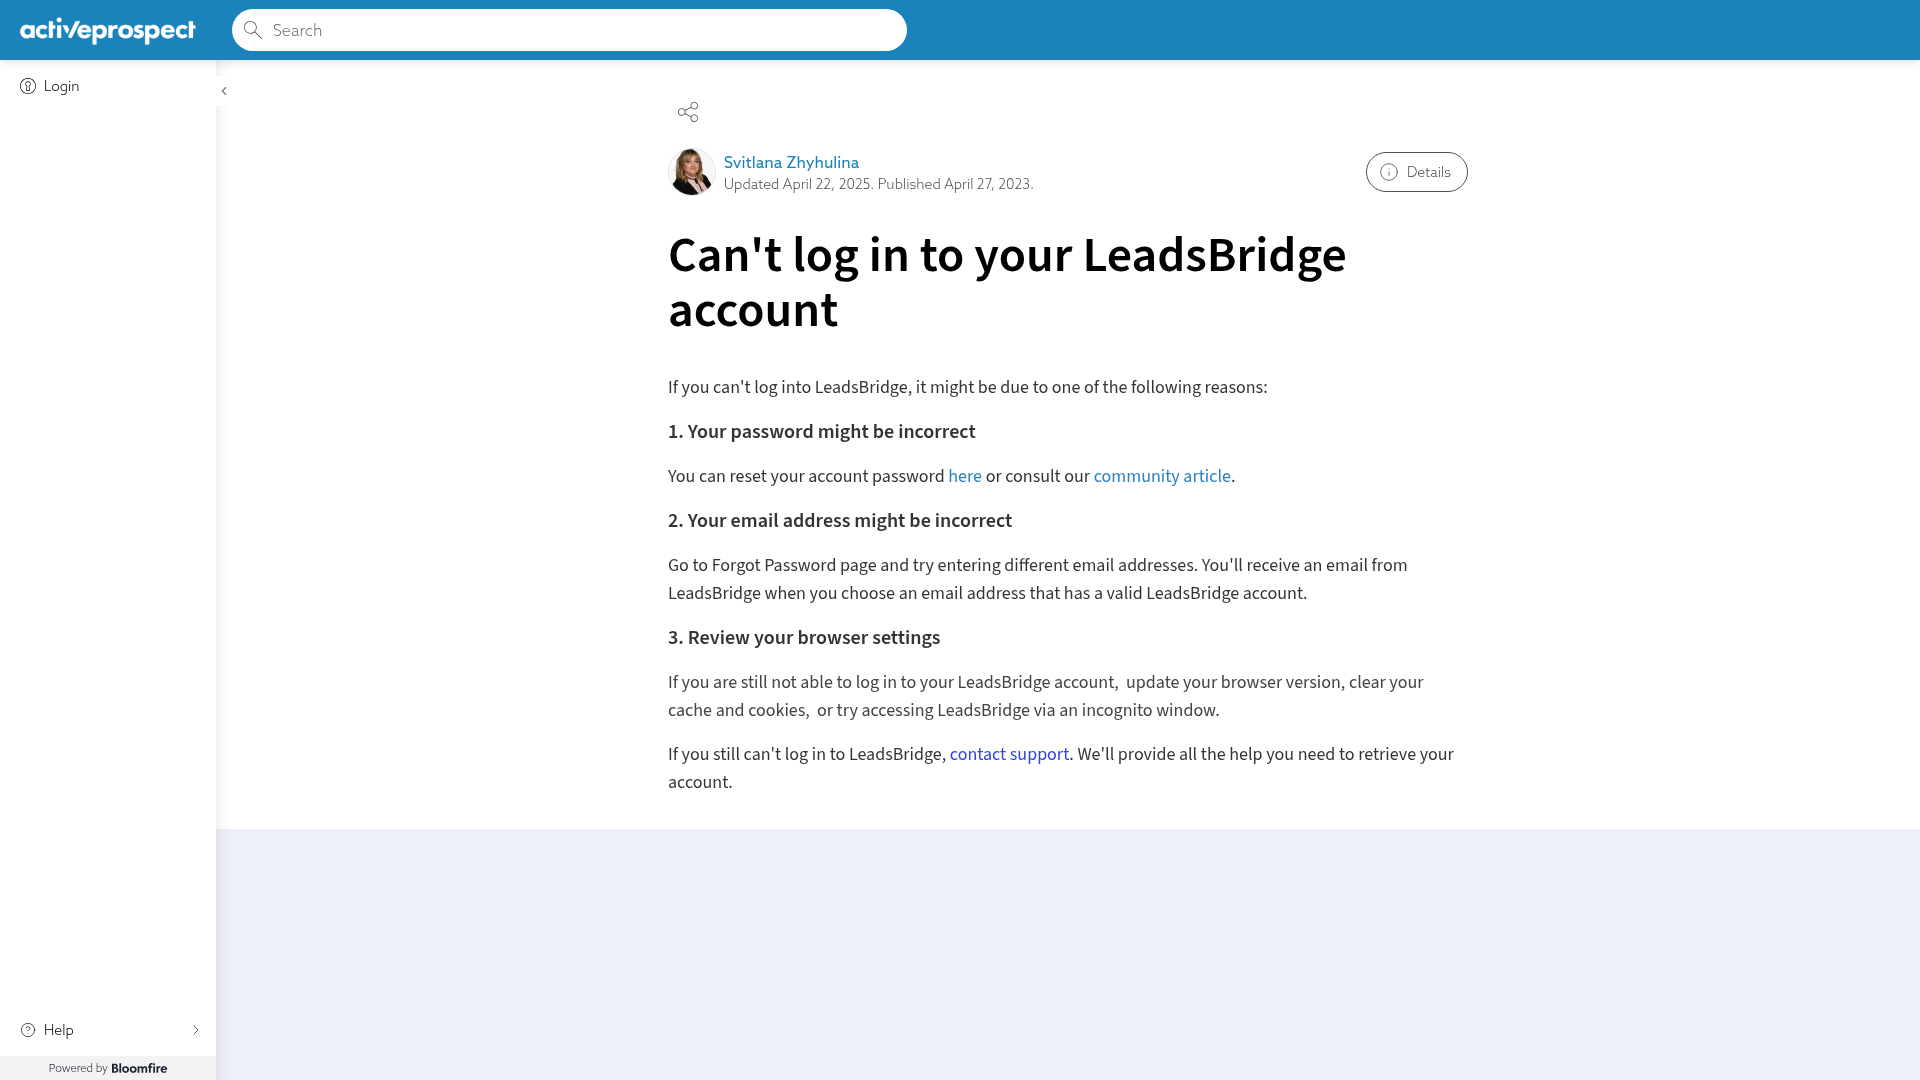 activeprospect
Search
Login
Svitlana Zhyhulina
Updated April 22, 2025. Published April 27, 2023.
Details
Can't log in to your LeadsBridge
account
If you can't log into LeadsBridge, it might be due to one of the following reasons:
1. Your password might be incorrect
You can reset your account password here or consult our community article.
2. Your email address might be incorrect
Go to Forgot Password page and try entering different email addresses. You'll receive an email from
LeadsBridge when you choose an email address that has a valid LeadsBridge account.
3. Review your browser settings
If you are still not able to log in to your LeadsBridge account,  update your browser version, clear your
cache and cookies,  or try accessing LeadsBridge via an incognito window.
If you still can't log in to LeadsBridge, contact support. We'll provide all the help you need to retrieve your
account.
Help
Powered by Bloomfire